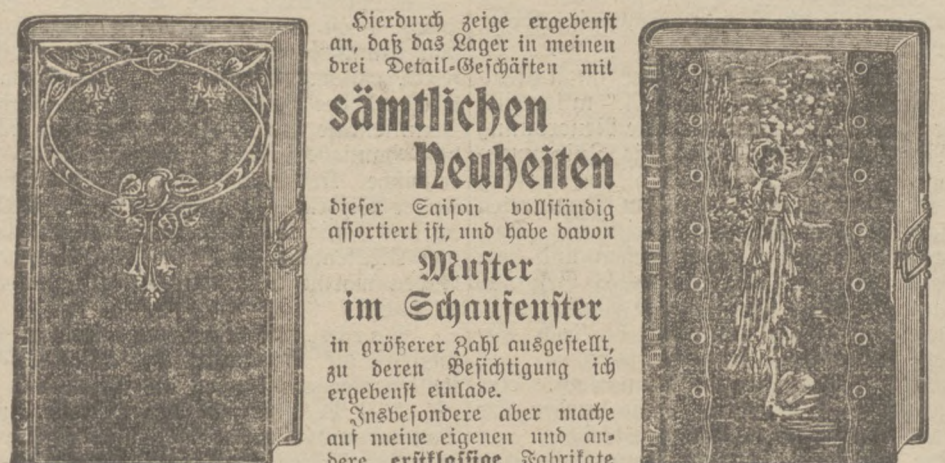 Hierdurch zeige ergebenst
an, daß das Lager in meinen
drei Detail-Geschäften mit
sämtlichen
Neuheiten
dieser Saison vollständig
assortiert ist, und habe davon
Muster
im Schaufenster
in größerer Zahl ausgestellt,
zu deren Besichtigung ich
ergebenst einlade.
Insbesondere aber mache
auf meine eigenen und an-
dere erstklassige Fabrikate